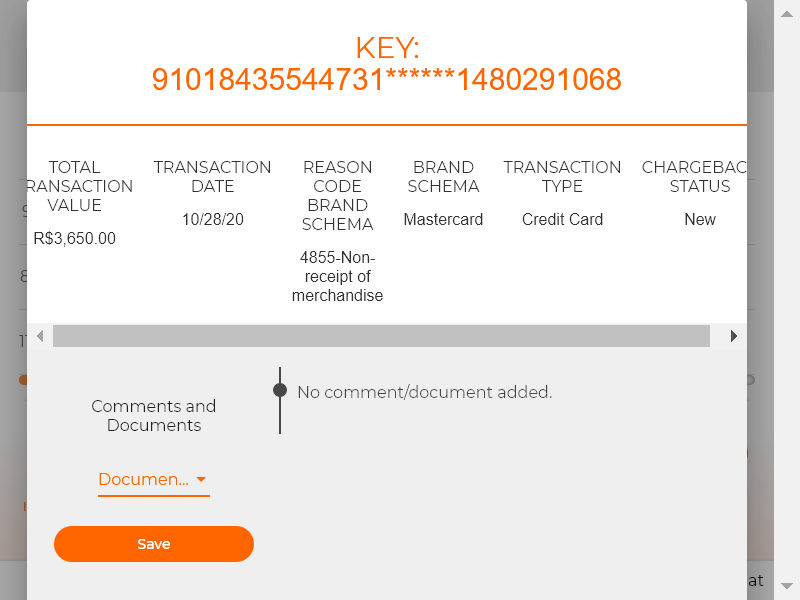 KEY:
91018435544731******1480291068
TOTAL
RANSACTION
VALUE
R$3,650.00
TRANSACTION
DATE
10/28/20
REASON
CODE
BRAND
SCHEMA
4855-Non-
receipt of
merchandise
BRAND
SCHEMA
Mastercard
TRANSACTION
TYPE
Credit Card
CHARGEBAC
STATUS
New
Comments and
Documents
No comment/document added.
Documen...
Save
at